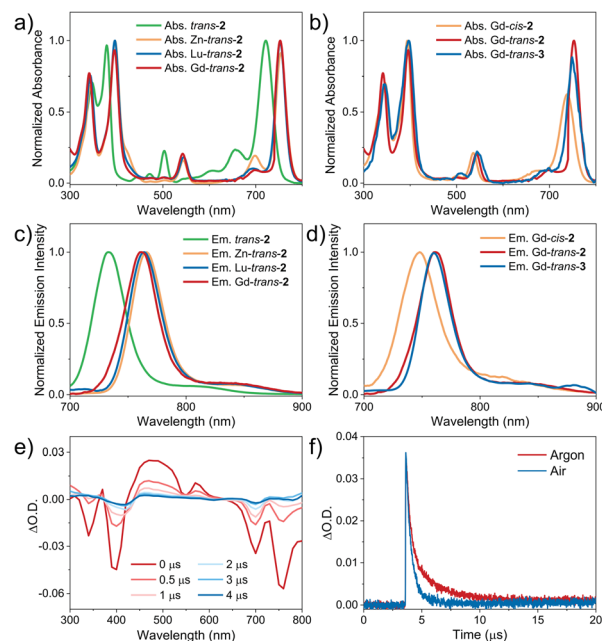 a)
Abs. trans-2
Abs. Zn-trans-2
Abs. Lu-trans-2
Abs. Gd-trans-2
Normalized Absorbance
1.0
0.5
0.0
300
500
700
Wavelength (nm)
b)
Abs. Gd-cis-2
Abs. Gd-trans-2
Abs. Gd-trans-3
Normalized Absorbance
1.0
0.5
0.0
300
500
700
Wavelength (nm)
c)
Em. trans-2
Em. Zn-trans-2
Em. Lu-trans-2
Em. Gd-trans-2
Normalized Emission Intensity
1.0
0.5
0.0
700
800
900
Wavelength (nm)
d)
Em. Gd-cis-2
Em. Gd-trans-2
Em. Gd-trans-3
Normalized Emission Intensity
1.0
0.5
0.0
700
800
900
Wavelength (nm)
e)
ΔO.D.
0.03
0.00
-0.03
-0.06
0 µs
0.5 µs
1 µs
2 µs
3 µs
4 µs
300 400 500 600 700 800
Wavelength (nm)
f)
Argon
Air
ΔO.D.
0.04
0.03
0.02
0.01
0.00
0 5 10 15 20
Time (µs)